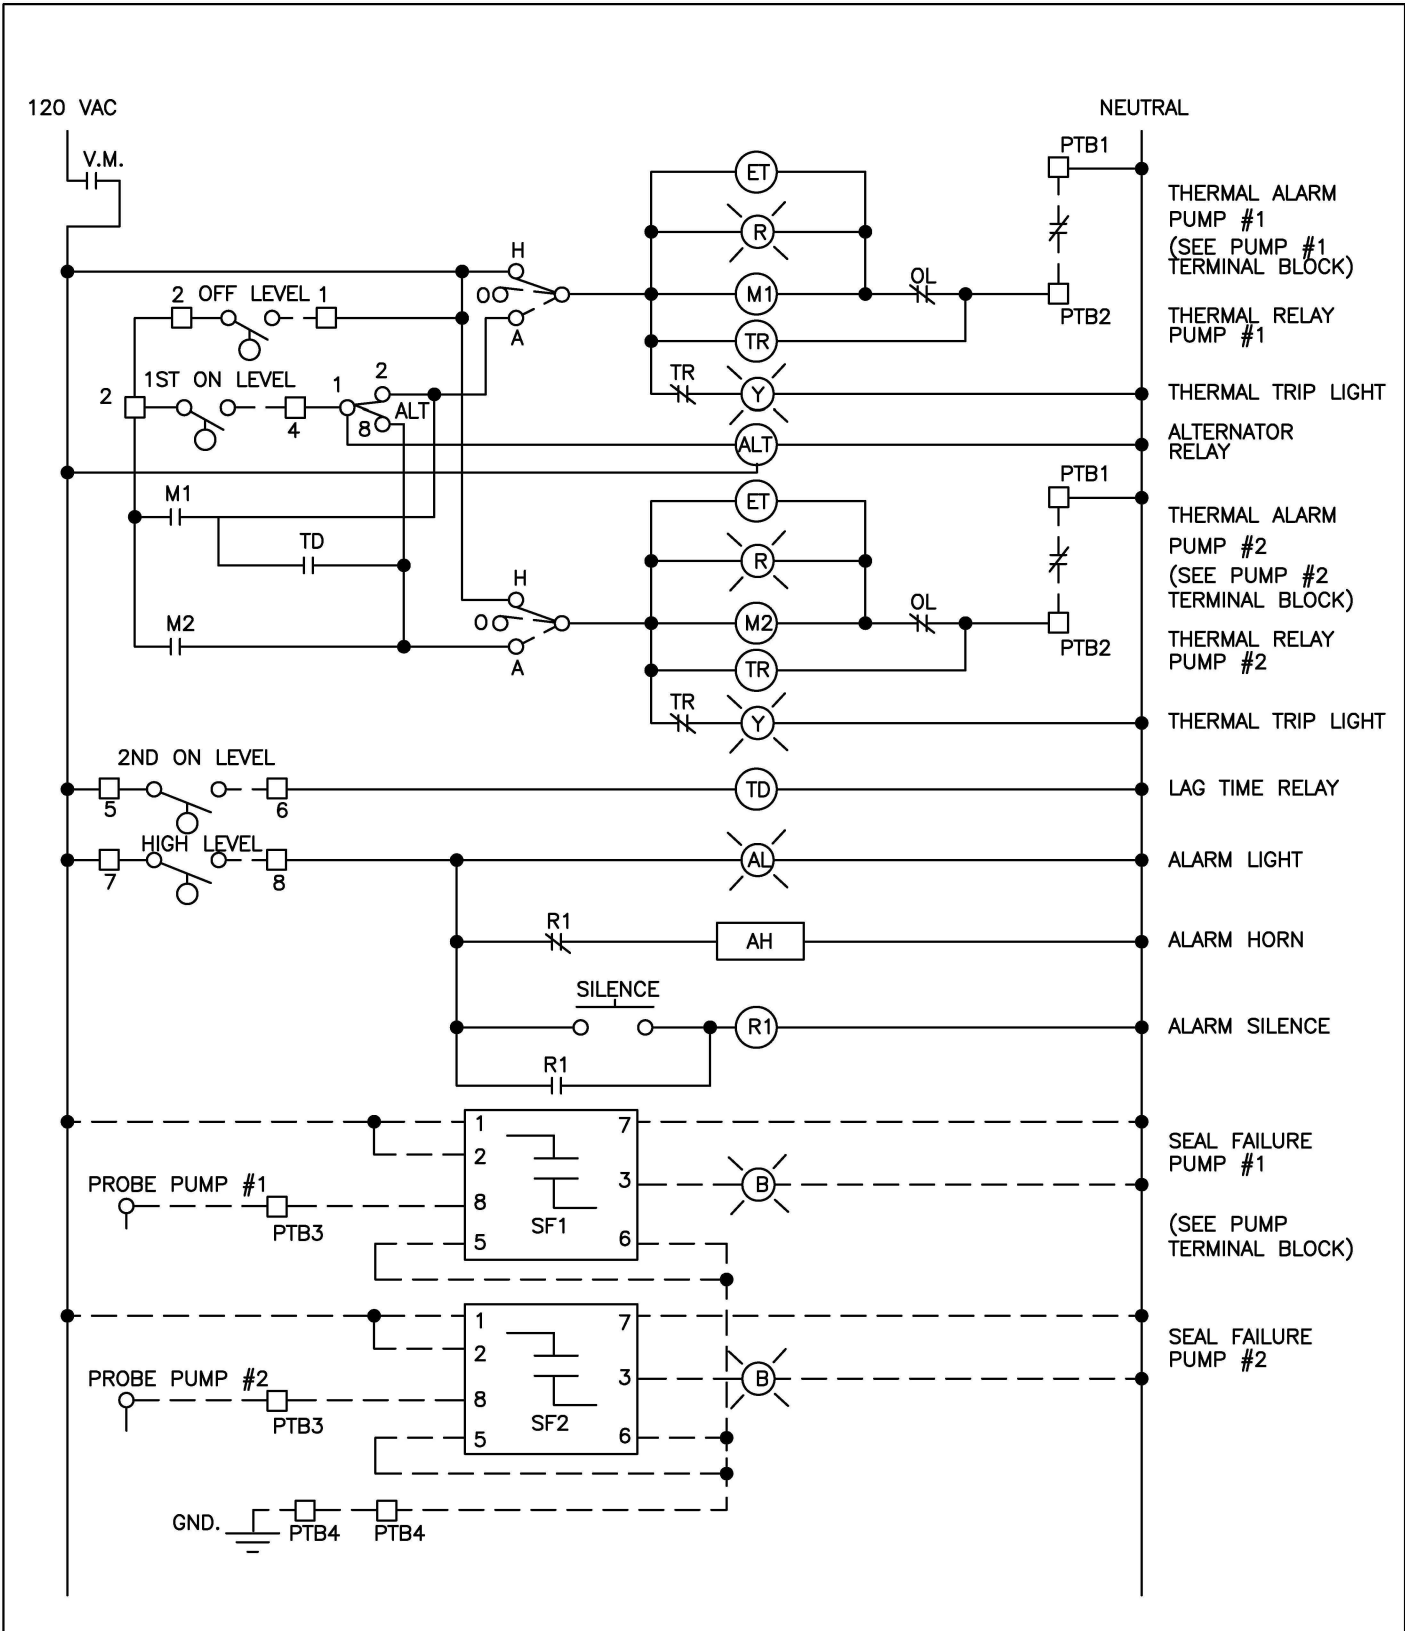 120 VAC
NEUTRAL
V.M.
PTB1
ET
THERMAL ALARM
PUMP #1
(SEE PUMP #1
TERMINAL BLOCK)
R
H
2 OFF LEVEL 1
O
M1
OL
A
PTB2
THERMAL RELAY
PUMP #1
TR
1ST ON LEVEL
2
4
1
2
8
ALT
TR
Y
THERMAL TRIP LIGHT
ALT
ALTERNATOR
RELAY
PTB1
M1
ET
THERMAL ALARM
PUMP #2
(SEE PUMP #2
TERMINAL BLOCK)
TD
R
H
O
M2
M2
OL
A
PTB2
THERMAL RELAY
PUMP #2
TR
TR
Y
THERMAL TRIP LIGHT
2ND ON LEVEL
5
6
TD
LAG TIME RELAY
HIGH LEVEL
7
8
AL
ALARM LIGHT
R1
AH
ALARM HORN
SILENCE
R1
ALARM SILENCE
R1
1
7
2
3
B
SEAL FAILURE
PUMP #1
PROBE PUMP #1
PTB3
8
SF1
5
6
(SEE PUMP
TERMINAL BLOCK)
1
7
2
3
B
SEAL FAILURE
PUMP #2
PROBE PUMP #2
PTB3
8
SF2
5
6
GND.
PTB4
PTB4